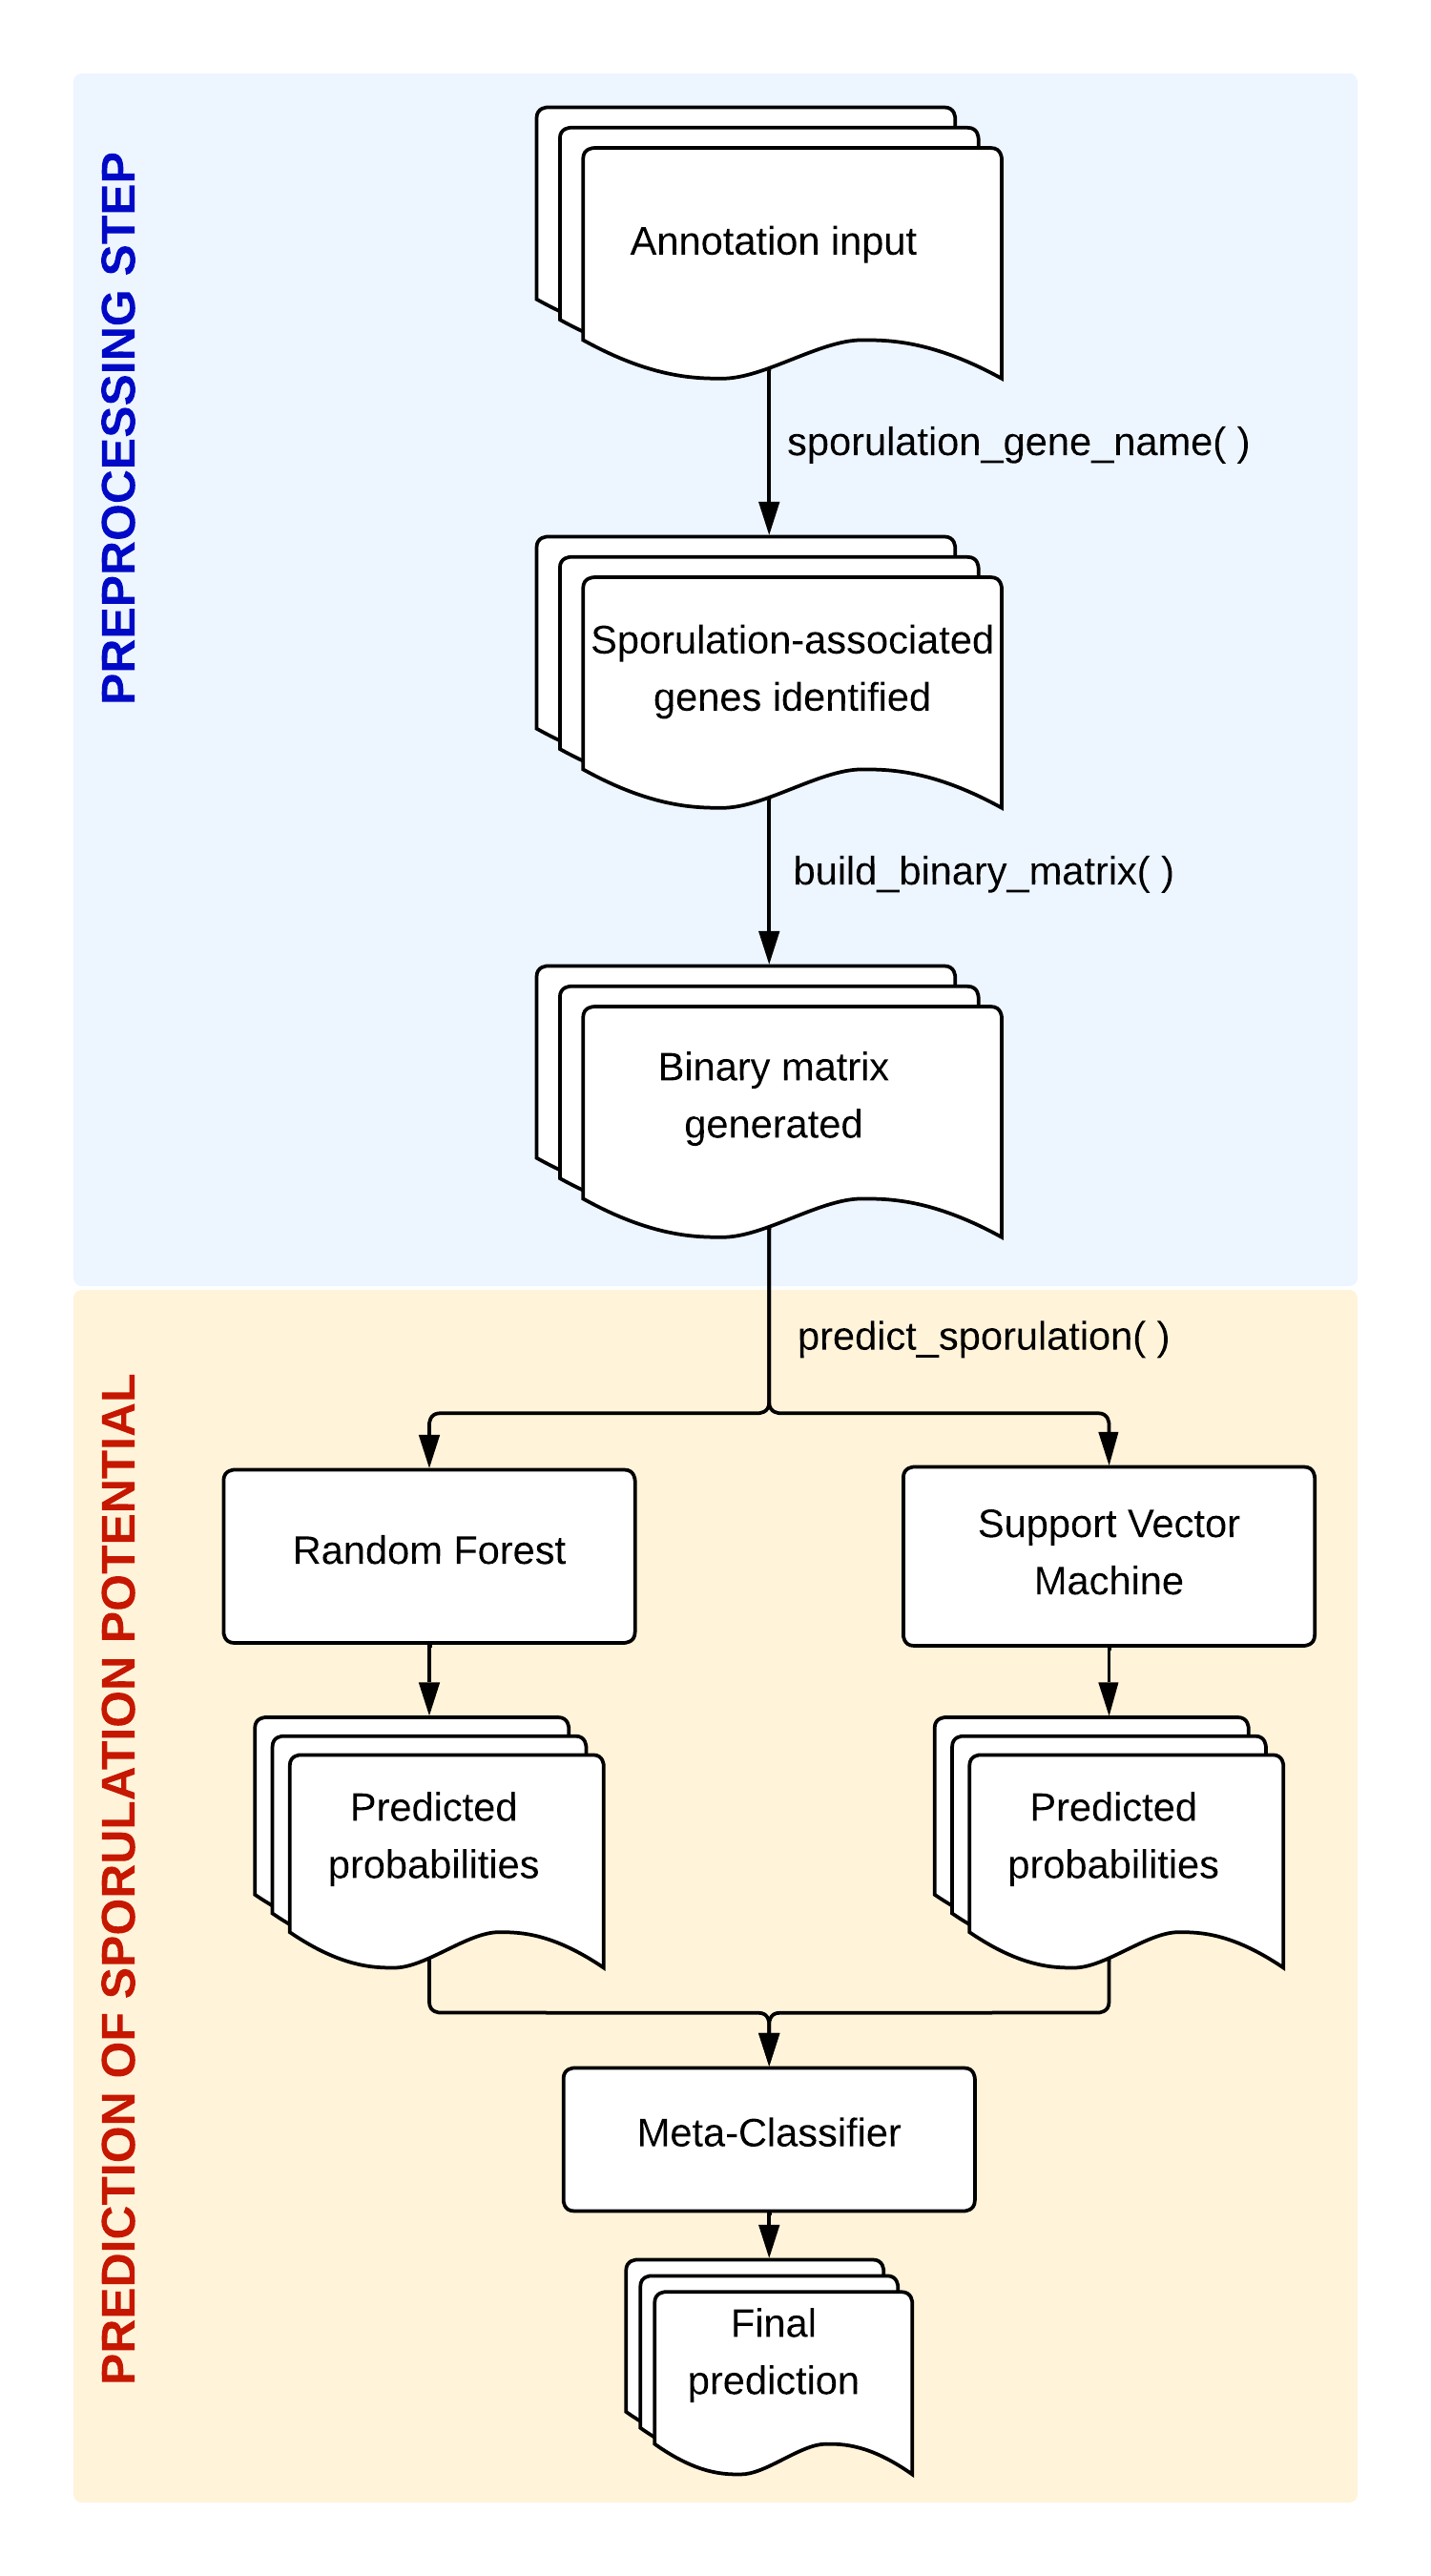 PREPROCESSING STEP
Annotation input
sporulation_gene_name( )
Sporulation-associated
genes identified
build_binary_matrix( )
Binary matrix
generated
PREDICTION OF SPORULATION POTENTIAL
predict_sporulation( )
Random Forest
Support Vector
Machine
Predicted
probabilities
Predicted
probabilities
Meta-Classifier
Final
prediction